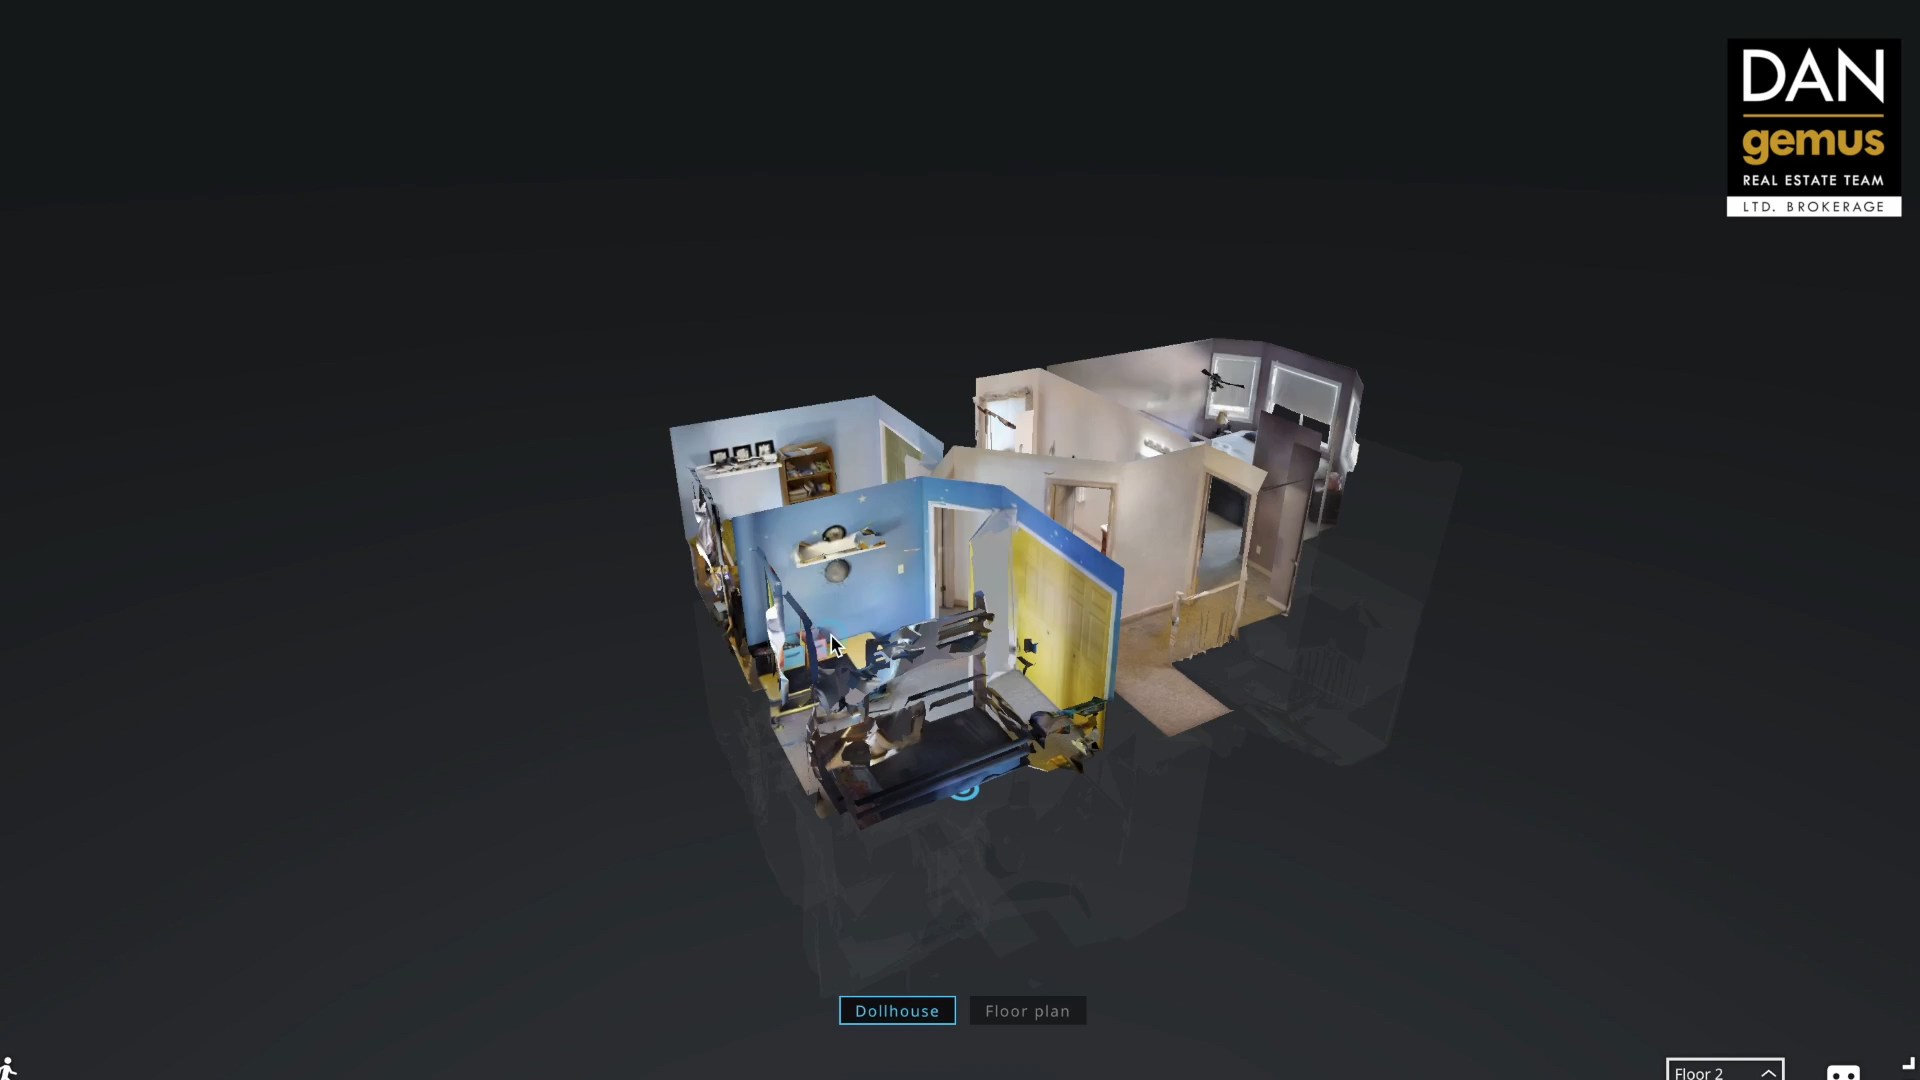 DAN
gemus
REAL ESTATE TEAM
LTD. BROKERAGE
Dollhouse
Floor plan
Floor 2